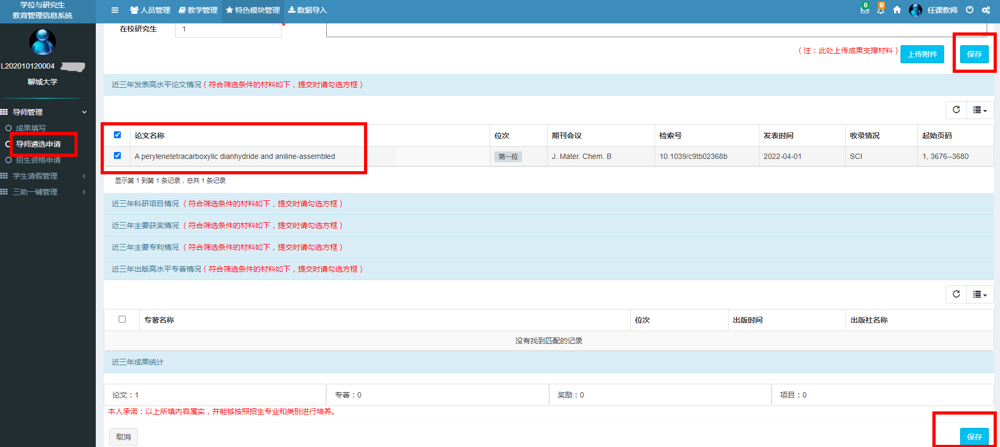 学位与研究生
教育管理信息系统
人员管理 教学管理 特色模块管理 数据导入
0 0 任课教师
L202010120004
聊城大学
导师管理
成果填写
导师遴选申请
招生资格申请
学生请假管理
三助一辅管理
在校研究生 1 *
(注：此处上传成果支撑材料) 上传附件 保存
近三年发表高水平论文情况(符合筛选条件的材料如下，提交时请勾选方框)
论文名称 位次 期刊会议 检索号 发表时间 收录情况 起始页码
A perylenetetracarboxylic dianhydride and aniline-assembled 第一位 J. Mater. Chem. B 10.1039/c9tb02368b 2022-04-01 SCI 1, 3676--3680
显示第 1 到第 1 条记录，总共 1 条记录
近三年科研项目情况 (符合筛选条件的材料如下，提交时请勾选方框)
近三年主要获奖情况 (符合筛选条件的材料如下，提交时请勾选方框)
近三年主要专利情况 (符合筛选条件的材料如下，提交时请勾选方框)
近三年出版高水平专著情况(符合筛选条件的材料如下，提交时请勾选方框)
专著名称 位次 出版时间 出版社名称
没有找到匹配的记录
近三年成果统计
论文：1 专著：0 奖励：0 项目：0
本人承诺：以上所填内容属实，并能够按照招生专业和类别进行培养。
取消 保存